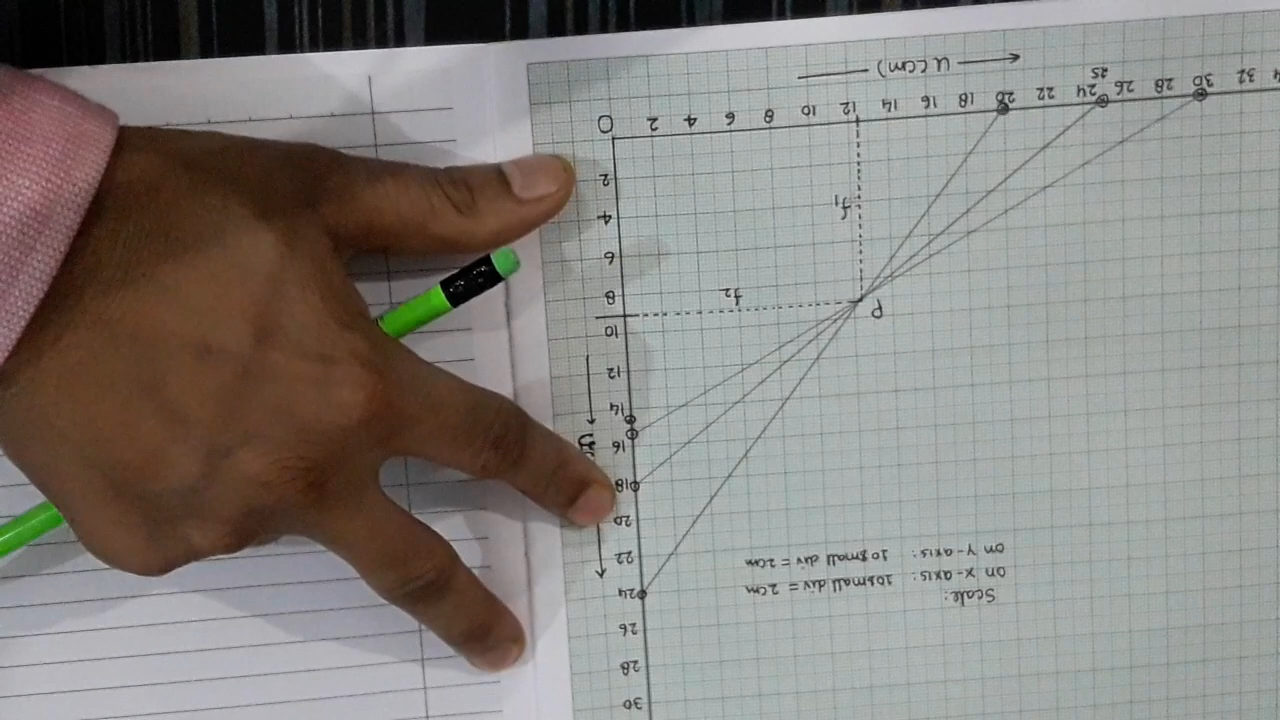 U (cm)
25
0 2 4 6 8 10 12 14 16 18 20 22 24 26 28 30 32
2
4
f1
6
8
f2
P
10
12
14
16
18
20
22
24
26
28
30
Scale:
on x-axis: 10 small div = 2cm
on Y-axis: 10 small div = 2cm